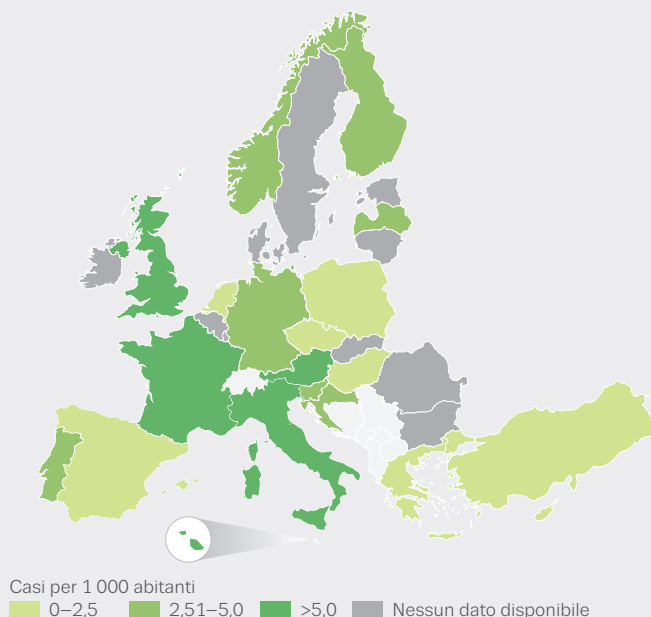 Casi per 1 000 abitanti
0–2,5 2,51–5,0 >5,0 Nessun dato disponibile